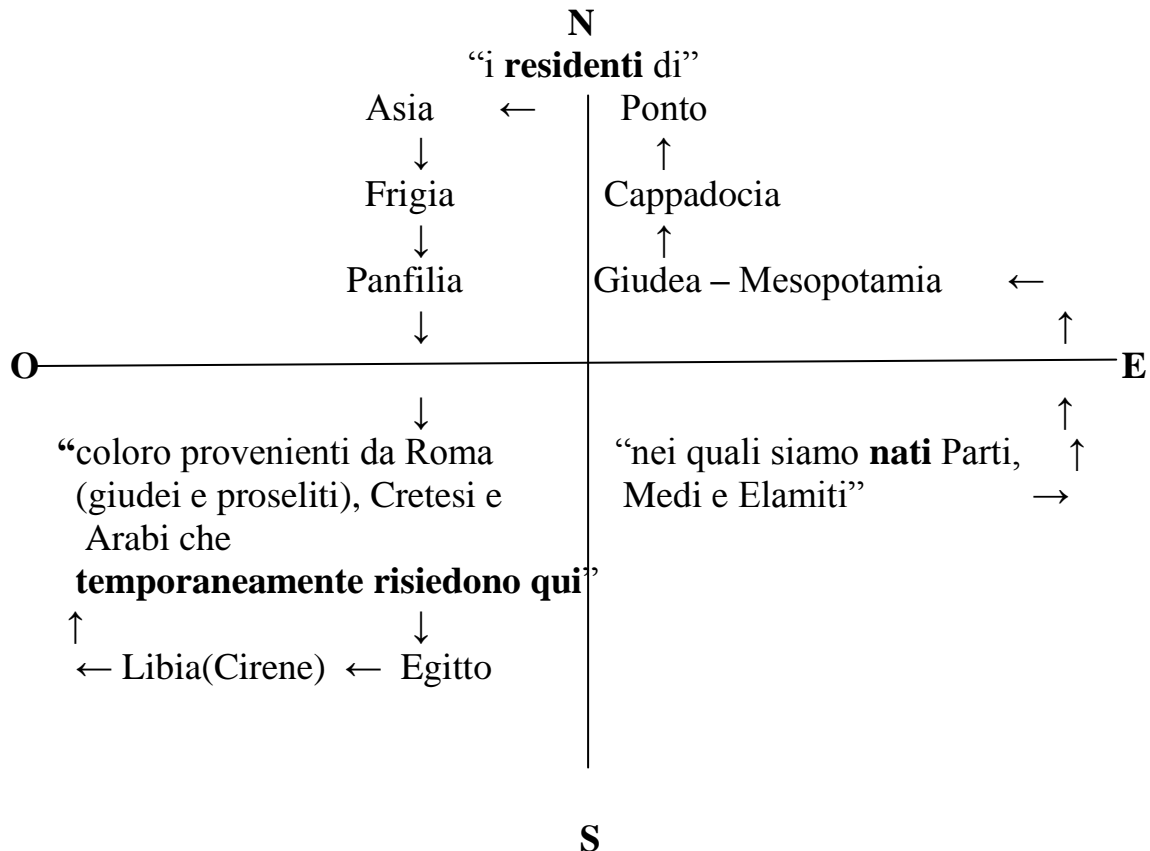 N
“i residenti di”
Asia ← Ponto
↓ ↑
Frigia Cappadocia
↓ ↑
Panfilia Giudea – Mesopotamia ←
↓ ↑
O E
↓ ↑
“coloro provenienti da Roma “nei quali siamo nati Parti, ↑
(giudei e proseliti), Cretesi e Medi e Elamiti” →
Arabi che
temporaneamente risiedono qui”
↑ ↓
← Libia(Cirene) ← Egitto
S